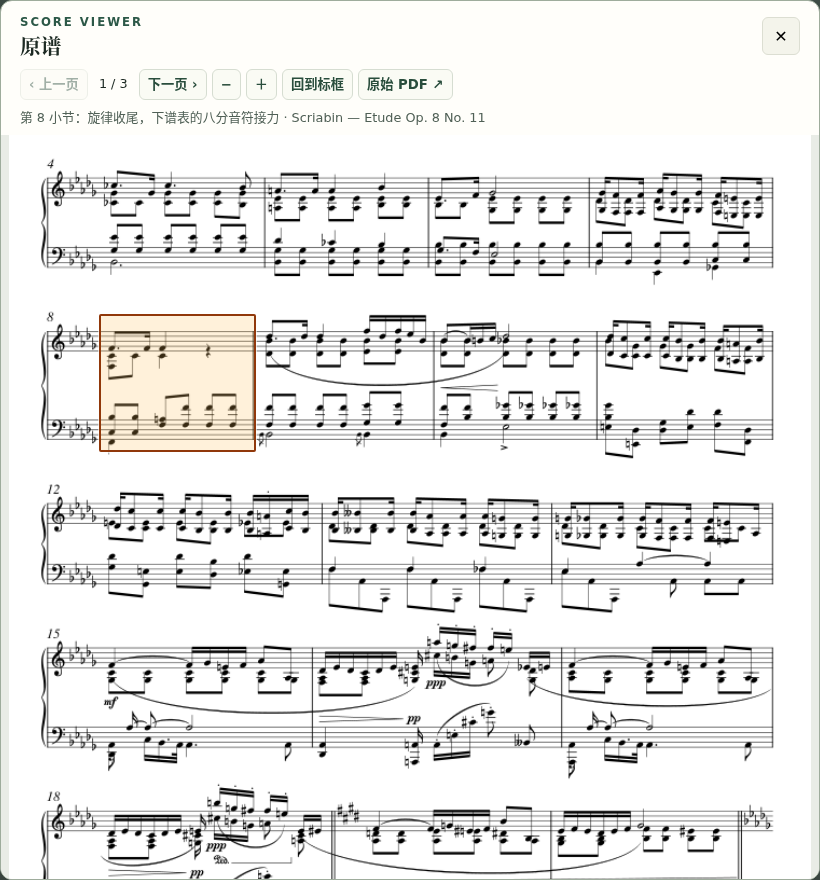 SCORE VIEWER
原谱
×
‹ 上一页 1 / 3 下一页 › − + 回到标框 原始 PDF ↗
第 8 小节：旋律收尾，下谱表的八分音符接力 · Scriabin — Etude Op. 8 No. 11
4
8
12
15
mf
ppp
pp
18
ppp
pp